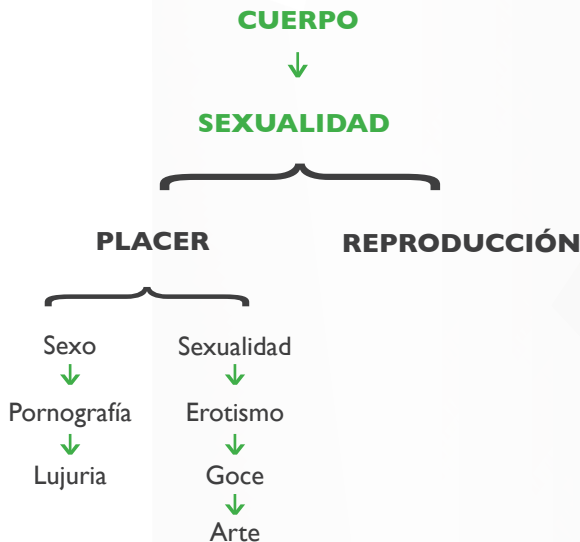 CUERPO
SEXUALIDAD
PLACER REPRODUCCIÓN
Sexo Sexualidad
Pornografía Erotismo
Lujuria Goce
Arte